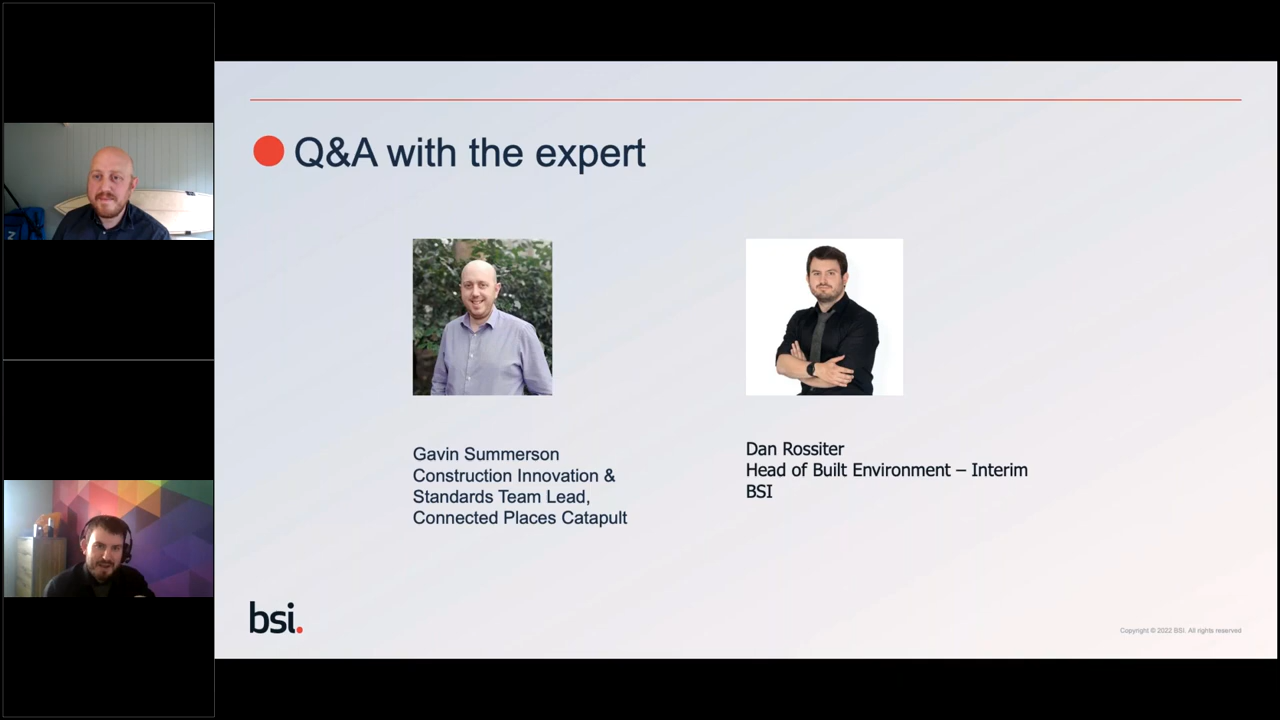 Q&A with the expert
Gavin Summerson
Construction Innovation &
Standards Team Lead,
Connected Places Catapult
Dan Rossiter
Head of Built Environment – Interim
BSI
bsi.
Copyright © 2022 BSI. All rights reserved